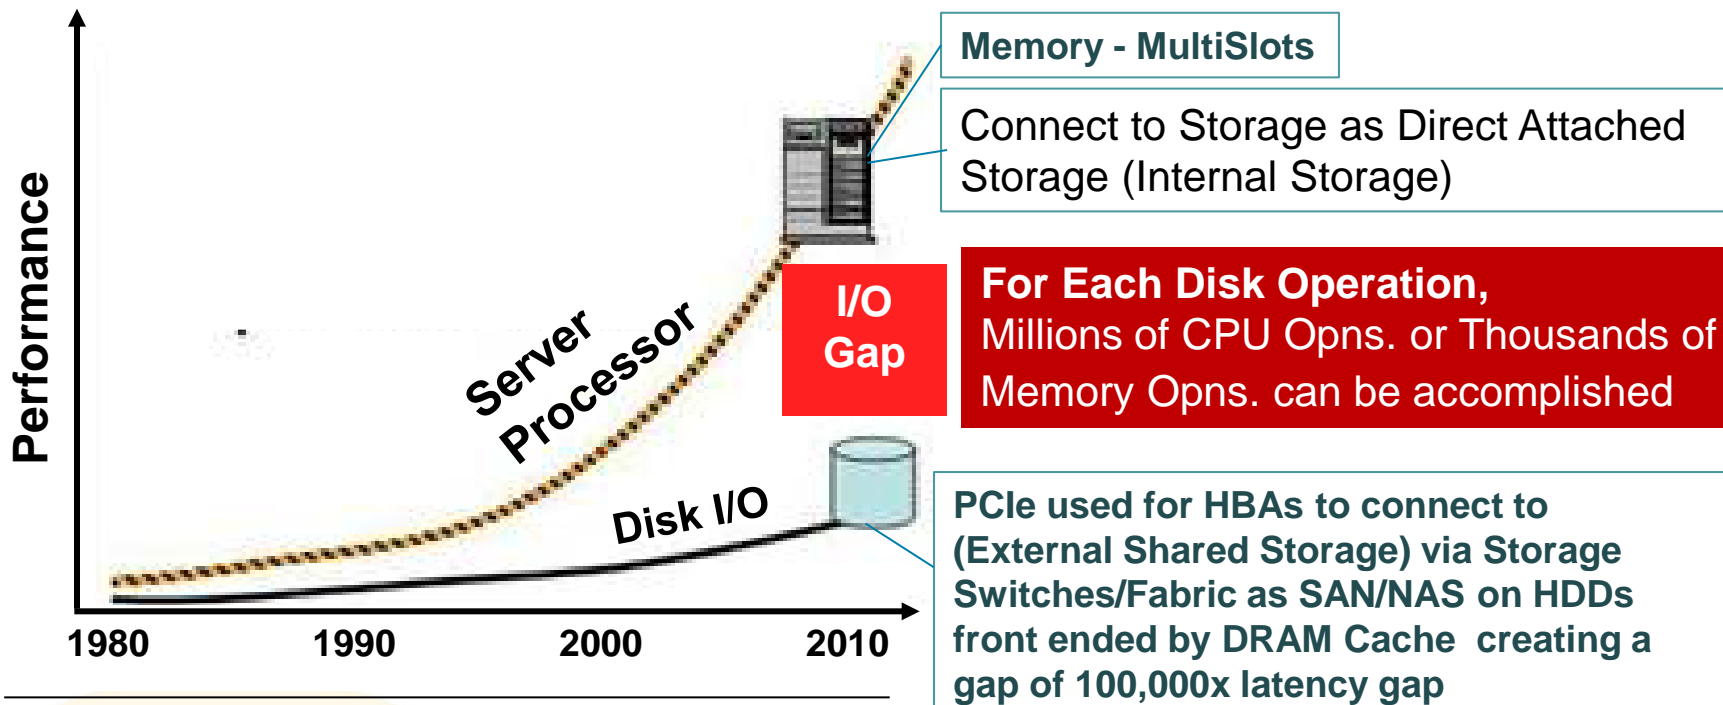 Performance
Memory - MultiSlots
Connect to Storage as Direct Attached
Storage (Internal Storage)
Server
Processor
I/O
Gap
For Each Disk Operation,
Millions of CPU Opns. or Thousands of
Memory Opns. can be accomplished
Disk I/O
PCIe used for HBAs to connect to
(External Shared Storage) via Storage
Switches/Fabric as SAN/NAS on HDDs
front ended by DRAM Cache creating a
gap of 100,000x latency gap
1980 1990 2000 2010